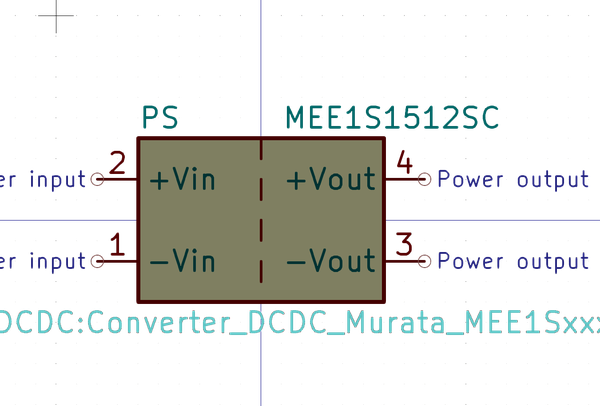 PS MEE1S1512SC
er input 2 +Vin +Vout 4 Power output
er input 1 -Vin -Vout 3 Power output
DCDC:Converter_DCDC_Murata_MEE1Sxxx